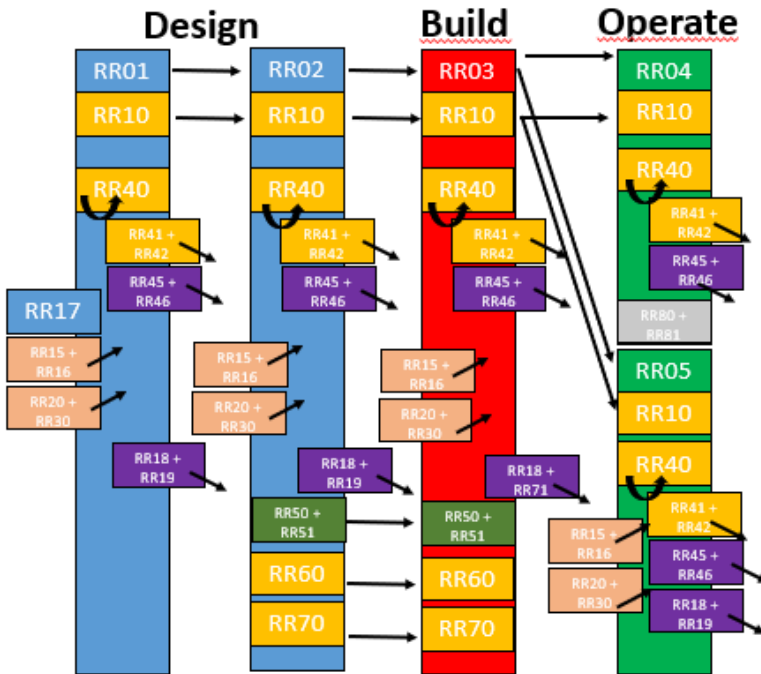 Design
Build
Operate
RR01
RR10
RR40
RR41 +
RR42
RR45 +
RR46
RR17
RR15 +
RR16
RR20 +
RR30
RR18 +
RR19
RR02
RR10
RR40
RR41 +
RR42
RR45 +
RR46
RR15 +
RR16
RR20 +
RR30
RR18 +
RR19
RR50 +
RR51
RR60
RR70
RR03
RR10
RR40
RR41 +
RR42
RR45 +
RR46
RR15 +
RR16
RR20 +
RR30
RR18 +
RR71
RR50 +
RR51
RR60
RR70
RR04
RR10
RR40
RR41 +
RR42
RR45 +
RR46
RR80 +
RR81
RR05
RR10
RR40
RR41 +
RR42
RR15 +
RR16
RR45 +
RR46
RR20 +
RR30
RR18 +
RR19